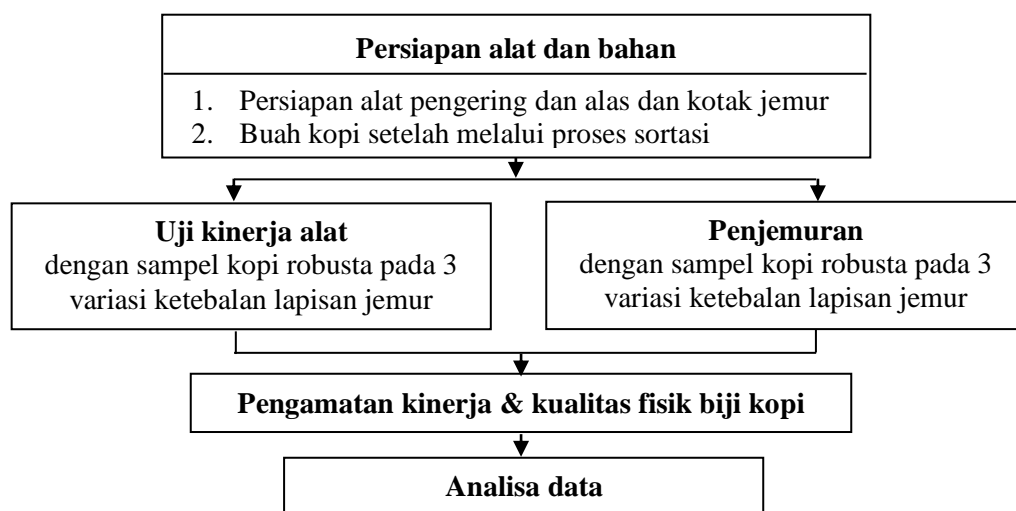 Persiapan alat dan bahan
1. Persiapan alat pengering dan alas dan kotak jemur
2. Buah kopi setelah melalui proses sortasi
Uji kinerja alat
dengan sampel kopi robusta pada 3
variasi ketebalan lapisan jemur
Penjemuran
dengan sampel kopi robusta pada 3
variasi ketebalan lapisan jemur
Pengamatan kinerja & kualitas fisik biji kopi
Analisa data